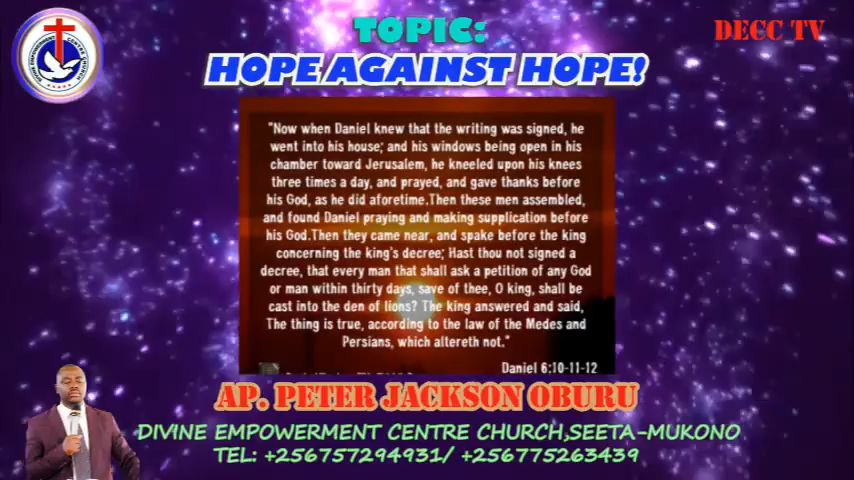 TOPIC:
DECC TV
HOPE AGAINST HOPE!
"Now when Daniel knew that the writing was signed, he
went into his house; and his windows being open in his
chamber toward Jerusalem, he kneeled upon his knees
three times a day, and prayed, and gave thanks before
his God, as he did aforetime.Then these men assembled,
and found Daniel praying and making supplication before
his God.Then they came near, and spake before the king
concerning the king's decree; Hast thou not signed a
decree, that every man that shall ask a petition of any God
or man within thirty days, save of thee, O king, shall be
cast into the den of lions? The king answered and said,
The thing is true, according to the law of the Medes and
Persians, which altereth not."
Daniel 6:10-11-12
AP. PETER JACKSON OBURU
DIVINE EMPOWERMENT CENTRE CHURCH,SEETA-MUKONO
TEL: +256757294931/ +256775263439